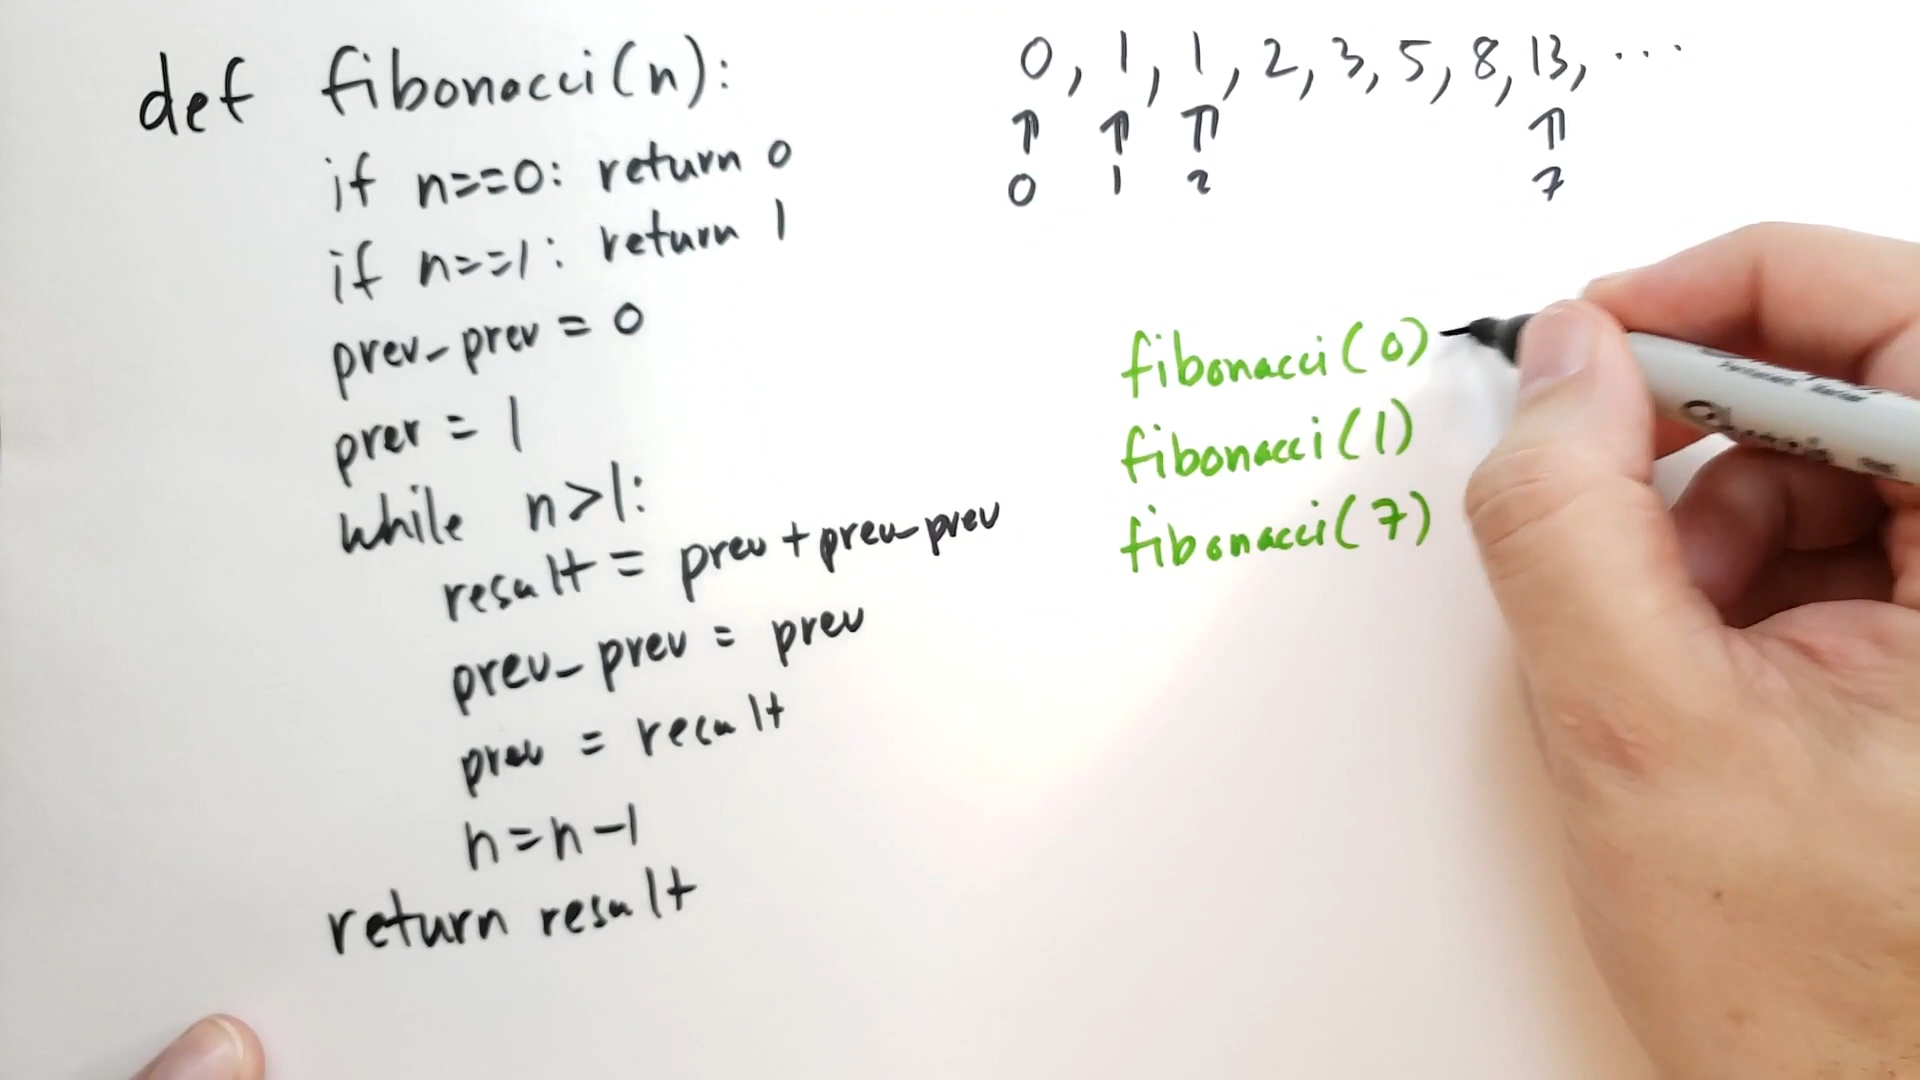 def fibonacci(n):
if n==0: return 0
if n==1: return 1
prev_prev = 0
prev = 1
while n>1:
result = prev + prev_prev
prev_prev = prev
prev = result
n=n-1
return result
0, 1, 1, 2, 3, 5, 8, 13, ...
0 1 2 7
fibonacci(0)
fibonacci(1)
fibonacci(7)